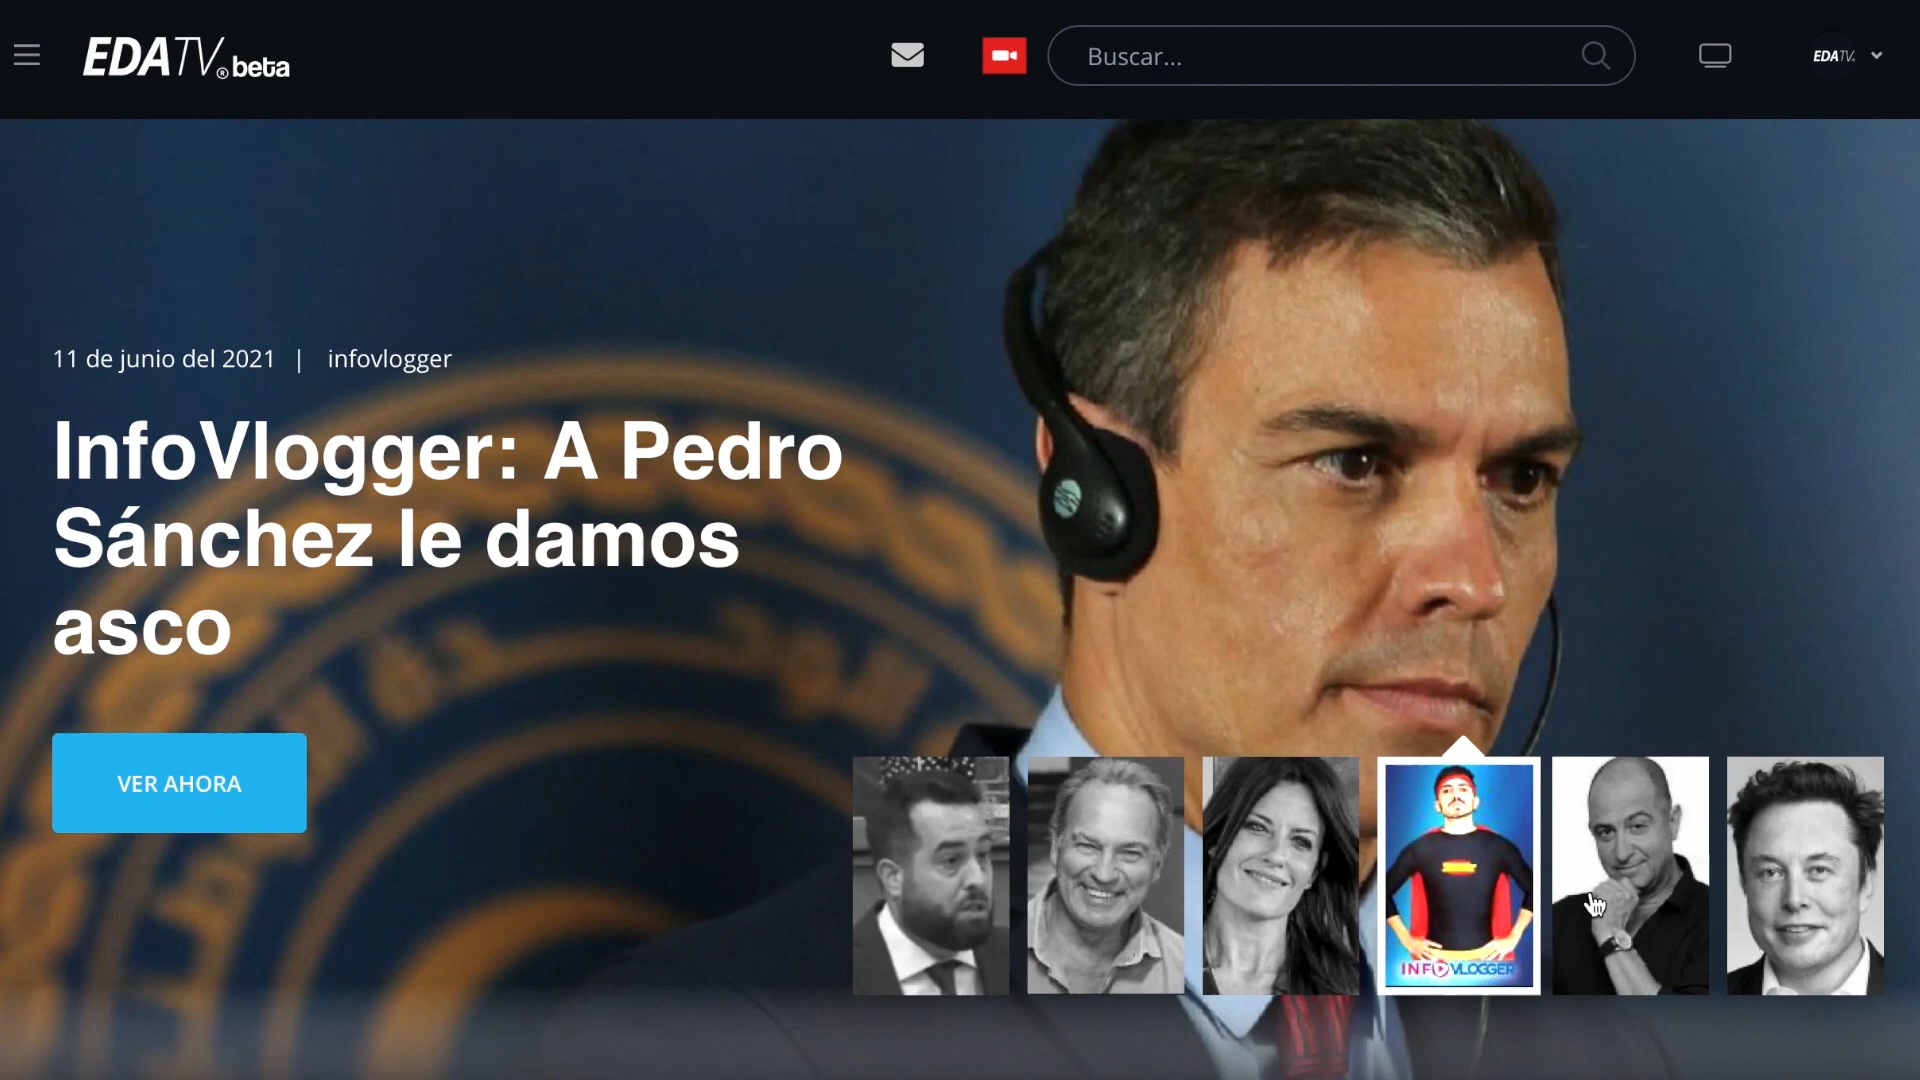 EDATV® beta
Buscar...
EDATV.
11 de junio del 2021 | infovlogger
InfoVlogger: A Pedro
Sánchez le damos
asco
VER AHORA
INFOVLOGGER